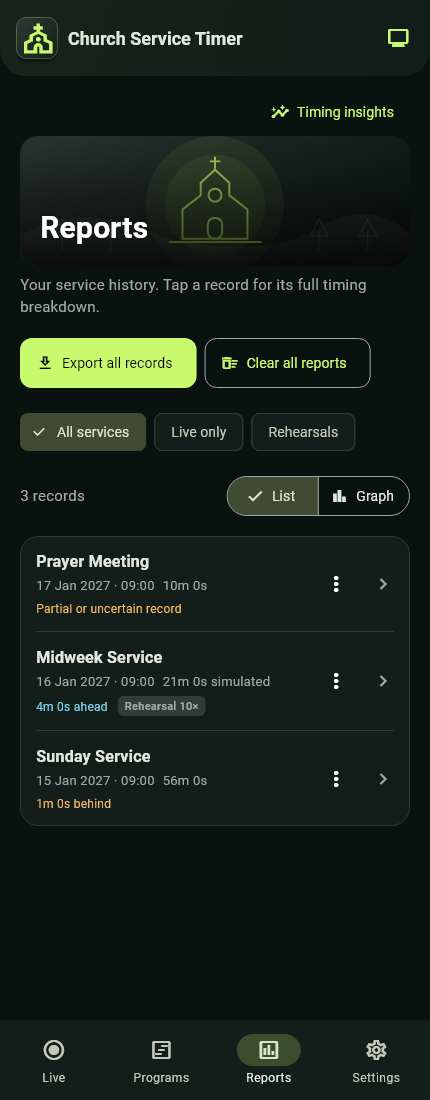 Church Service Timer
Timing insights
Reports
Your service history. Tap a record for its full timing
breakdown.
Export all records
Clear all reports
All services
Live only
Rehearsals
3 records
List
Graph
Prayer Meeting
17 Jan 2027 · 09:00 10m 0s
Partial or uncertain record
Midweek Service
16 Jan 2027 · 09:00 21m 0s simulated
4m 0s ahead
Rehearsal 10×
Sunday Service
15 Jan 2027 · 09:00 56m 0s
1m 0s behind
Live
Programs
Reports
Settings